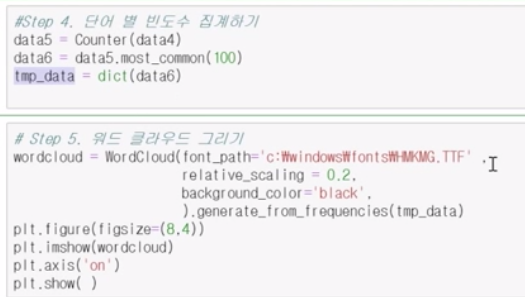 #Step 4. 단어 별 빈도수 집계하기
data5 = Counter(data4)
data6 = data5.most_common(100)
tmp_data = dict(data6)
# Step 5. 워드 클라우드 그리기
wordcloud = WordCloud(font_path='c:₩windows₩fonts₩HMKMG.TTF' ,
relative_scaling = 0.2,
background_color='black',
).generate_from_frequencies(tmp_data)
plt.figure(figsize=(8,4))
plt.imshow(wordcloud)
plt.axis('on')
plt.show( )